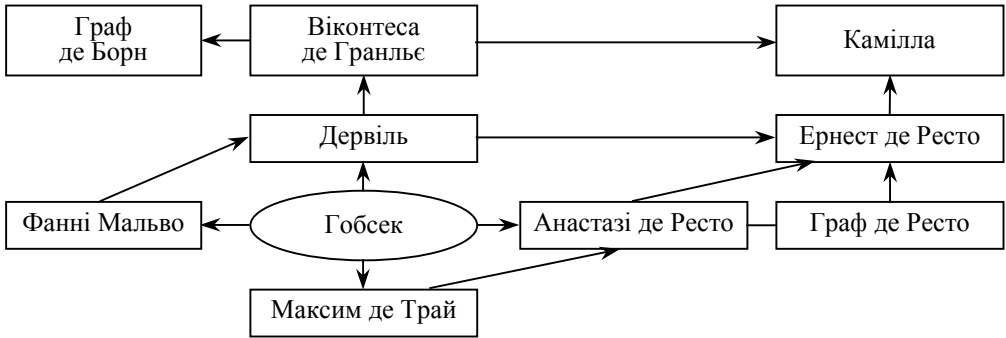 Граф
де Борн
Віконтеса
де Гранльє
Камілла
Дервіль
Ернест де Ресто
Фанні Мальво
Гобсек
Анастазі де Ресто
Граф де Ресто
Максим де Трай